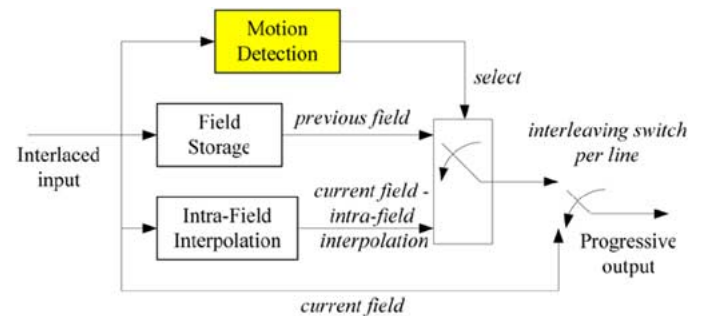 Motion
Detection
select
Field
Storage
previous field
interleaving switch
per line
Interlaced
input
Intra-Field
Interpolation
current field -
intra-field
interpolation
Progressive
output
current field